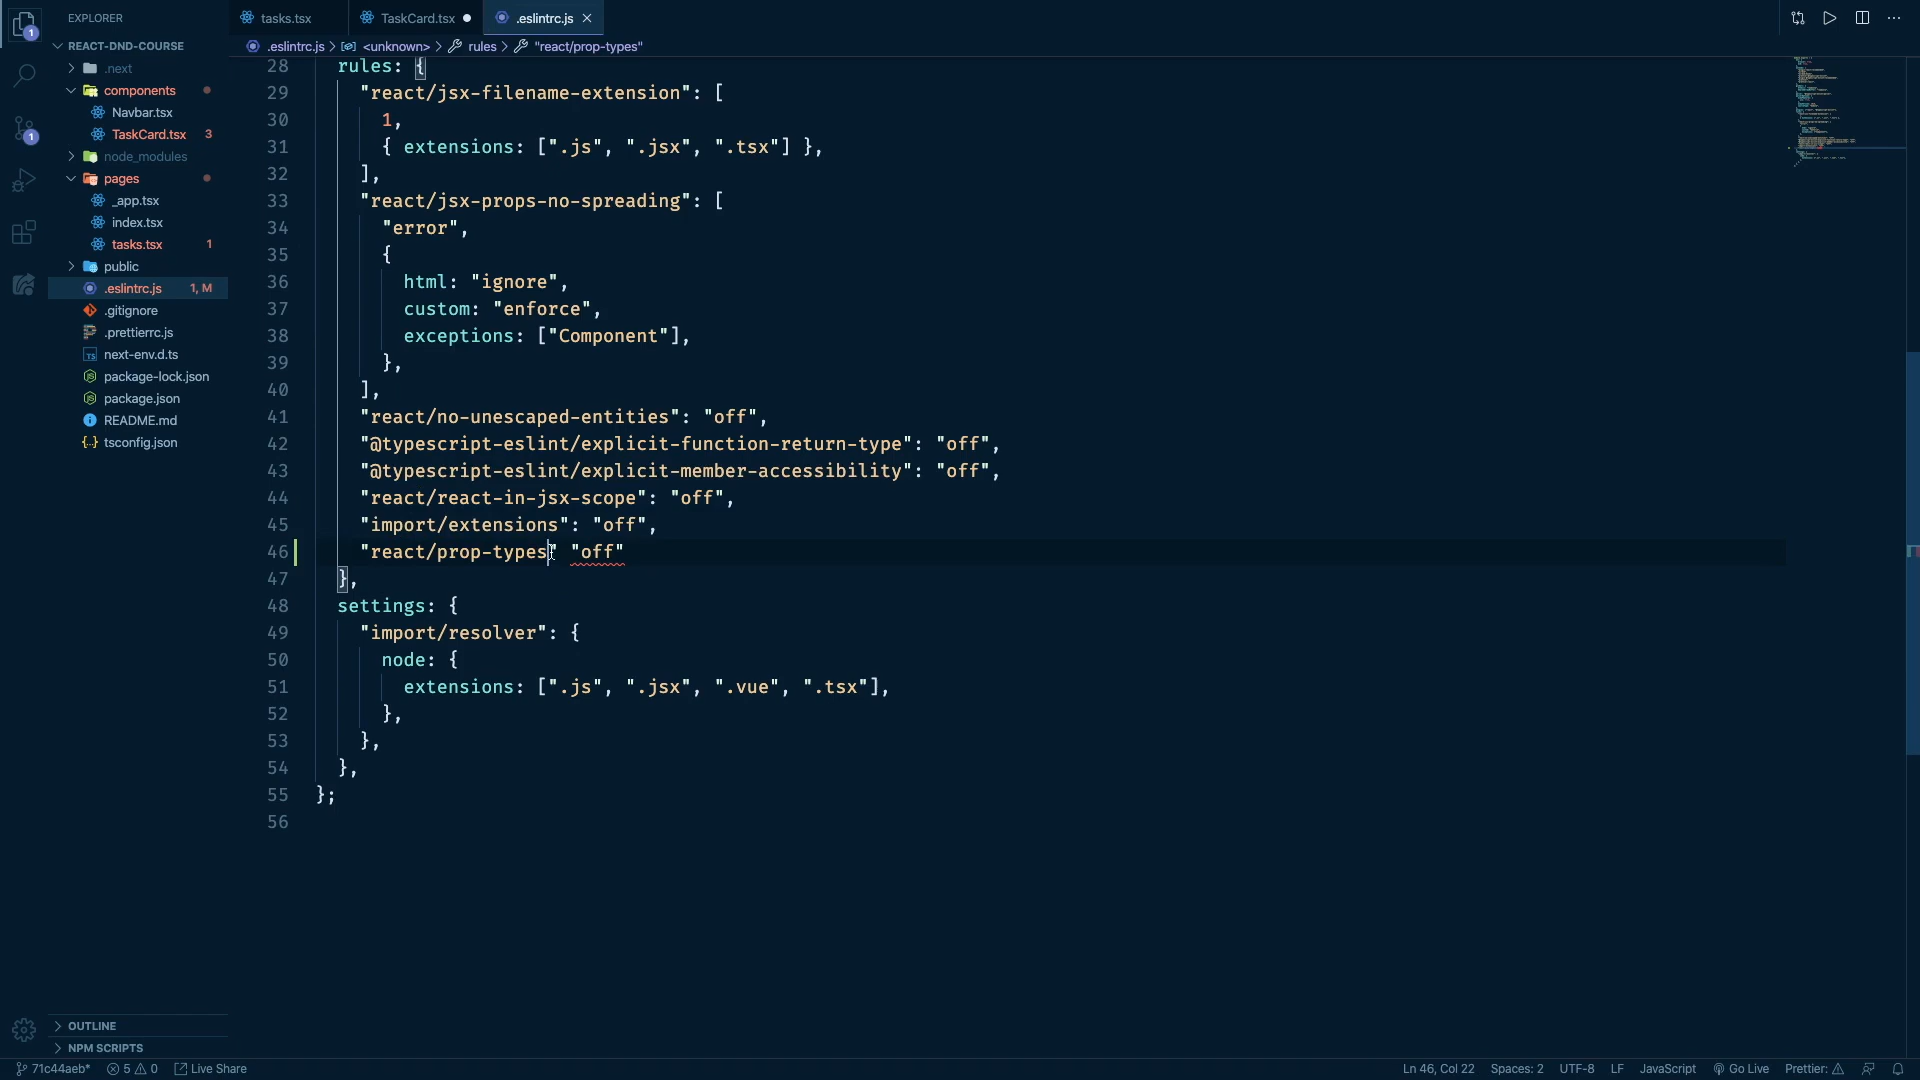 EXPLORER
REACT-DND-COURSE
.next
components
Navbar.tsx
TaskCard.tsx 3
node_modules
pages
_app.tsx
index.tsx
tasks.tsx 1
public
.eslintrc.js 1, M
.gitignore
.prettierrc.js
next-env.d.ts
package-lock.json
package.json
README.md
tsconfig.json
OUTLINE
NPM SCRIPTS
tasks.tsx TaskCard.tsx .eslintrc.js
.eslintrc.js > <unknown> > rules > "react/prop-types"
28 rules: {
29 "react/jsx-filename-extension": [
30 1,
31 { extensions: [".js", ".jsx", ".tsx"] },
32 ],
33 "react/jsx-props-no-spreading": [
34 "error",
35 {
36 html: "ignore",
37 custom: "enforce",
38 exceptions: ["Component"],
39 },
40 ],
41 "react/no-unescaped-entities": "off",
42 "@typescript-eslint/explicit-function-return-type": "off",
43 "@typescript-eslint/explicit-member-accessibility": "off",
44 "react/react-in-jsx-scope": "off",
45 "import/extensions": "off",
46 "react/prop-types" "off"
47 },
48 settings: {
49 "import/resolver": {
50 node: {
51 extensions: [".js", ".jsx", ".vue", ".tsx"],
52 },
53 },
54 },
55 };
56
71c44aeb* 5 0 Live Share
Ln 46, Col 22 Spaces: 2 UTF-8 LF JavaScript Go Live Prettier: